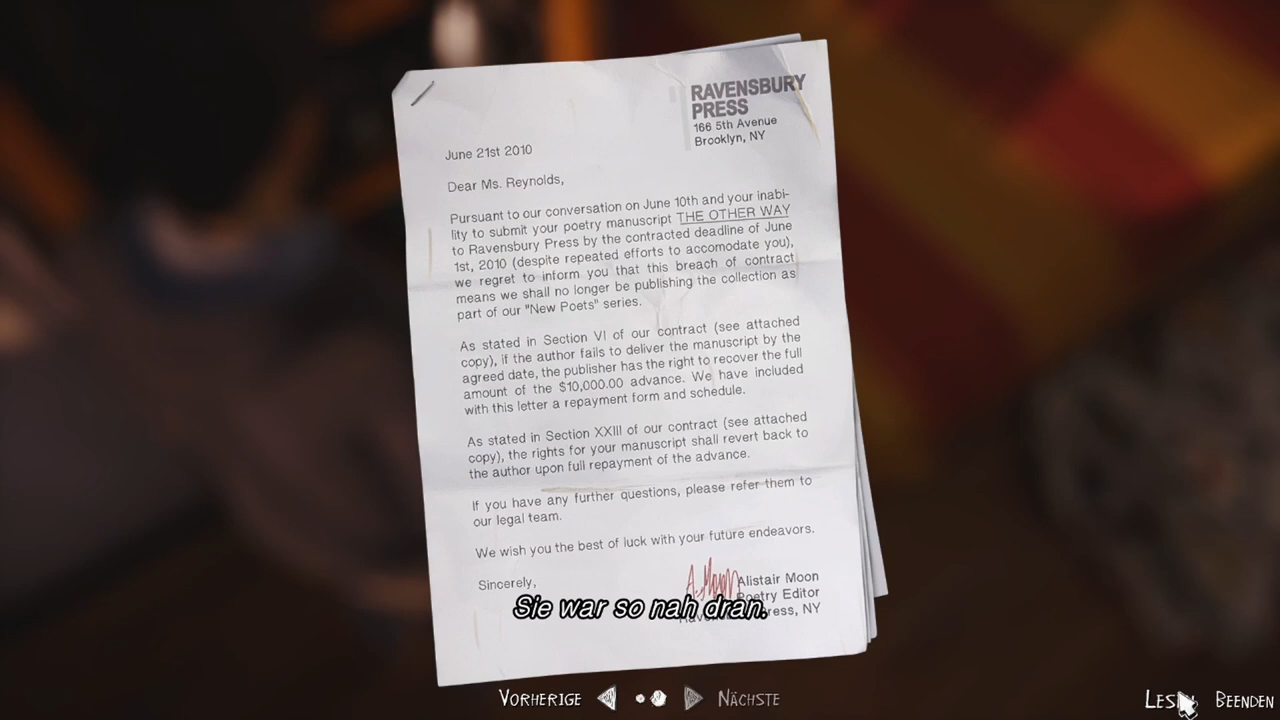 RAVENSBURY
PRESS
166 5th Avenue
Brooklyn, NY
June 21st 2010
Dear Ms. Reynolds,
Pursuant to our conversation on June 10th and your inabi-
lity to submit your poetry manuscript THE OTHER WAY
to Ravensbury Press by the contracted deadline of June
1st, 2010 (despite repeated efforts to accomodate you),
we regret to inform you that this breach of contract
means we shall no longer be publishing the collection as
part of our "New Poets" series.
As stated in Section VI of our contract (see attached
copy), if the author fails to deliver the manuscript by the
agreed date, the publisher has the right to recover the full
amount of the $10,000.00 advance. We have included
with this letter a repayment form and schedule.
As stated in Section XXIII of our contract (see attached
copy), the rights for your manuscript shall revert back to
the author upon full repayment of the advance.
If you have any further questions, please refer them to
our legal team.
We wish you the best of luck with your future endeavors.
Sincerely,
A. Moon
Alistair Moon
Poetry Editor
NY
Sie war so nah dran.
VORHERIGE NÄCHSTE
BEENDEN